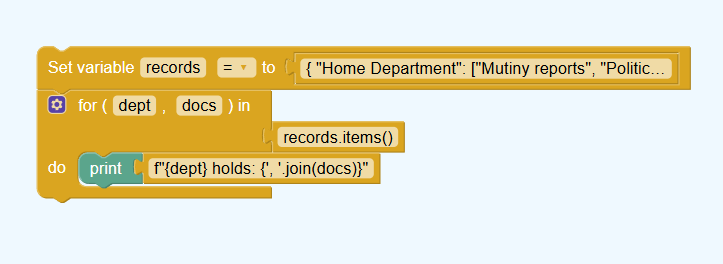 Set variable records = to { "Home Department": ["Mutiny reports", "Politic...
for ( dept , docs ) in
records.items()
do print f"{dept} holds: {', '.join(docs)}"